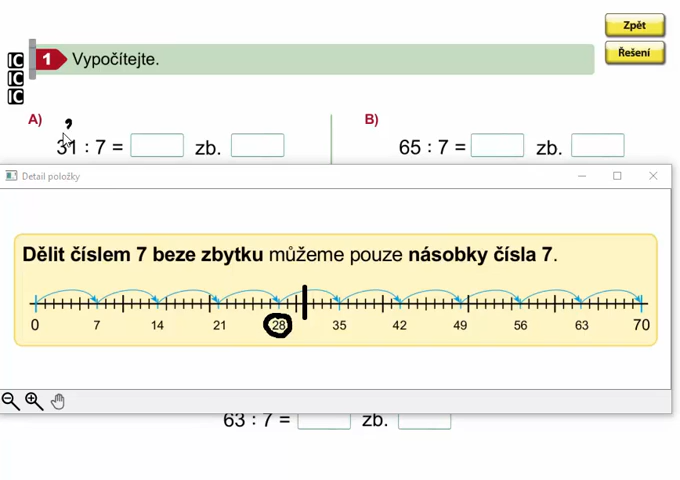 Zpět
1 Vypočítejte.
Řešení
A)
B)
31 : 7 = zb.
65 : 7 = zb.
Detail položky
Dělit číslem 7 beze zbytku můžeme pouze násobky čísla 7.
0 7 14 21 28 35 42 49 56 63 70
63 : 7 = zb.